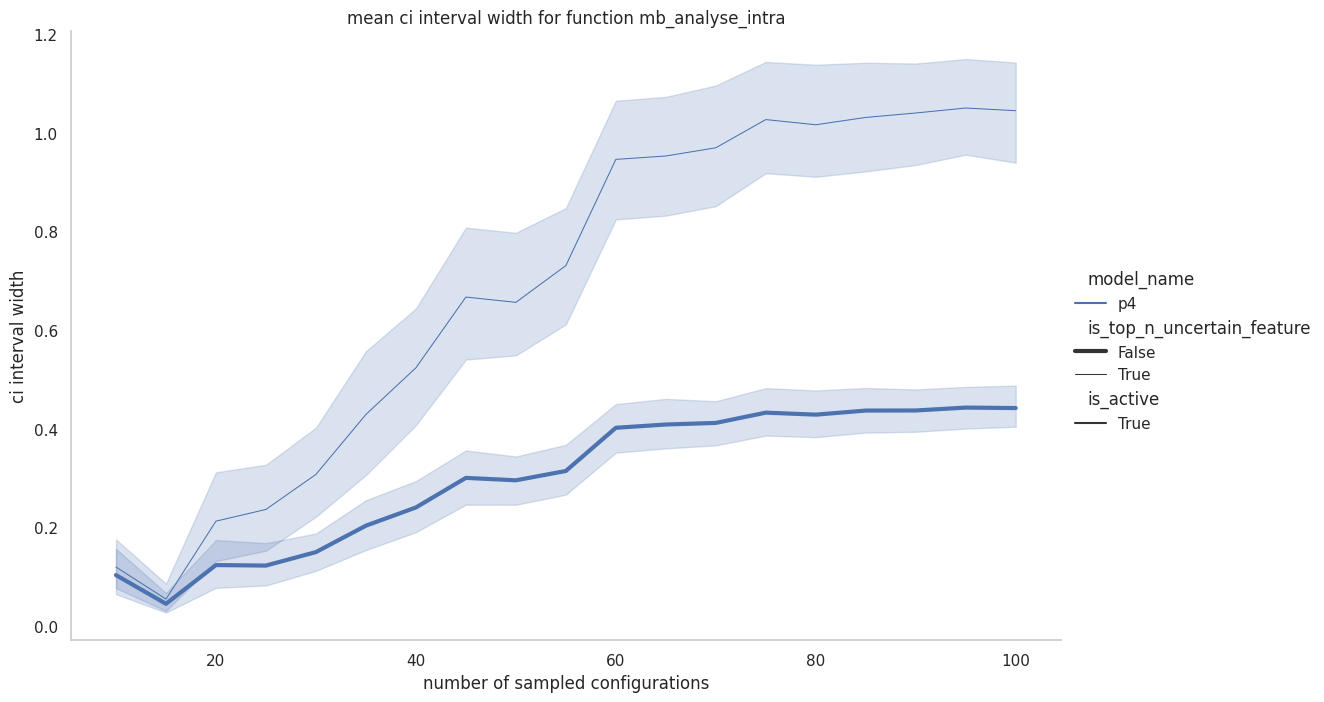 mean ci interval width for function mb_analyse_intra
1.2
1.0
0.8
0.6
0.4
0.2
0.0
ci interval width
20
40
60
80
100
number of sampled configurations
model_name
p4
is_top_n_uncertain_feature
False
True
is_active
True